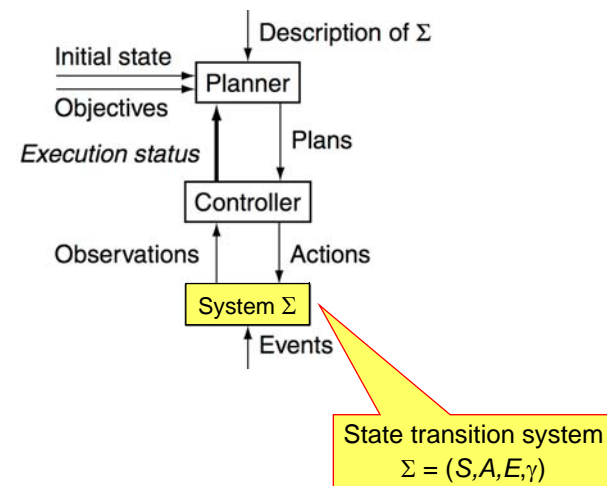 Description of Σ
Initial state
Planner
Objectives
Execution status
Plans
Controller
Observations
Actions
System Σ
Events
State transition system
Σ = (S,A,E,γ)